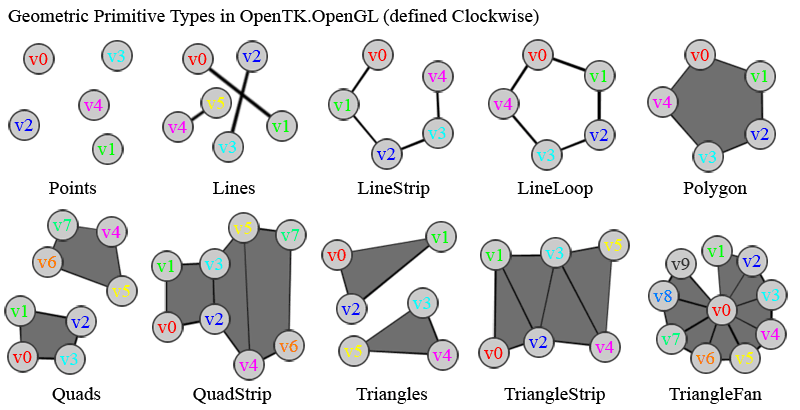 Geometric Primitive Types in OpenTK.OpenGL (defined Clockwise)
v0 v3 v4 v2 v1
Points
v0 v2 v5 v4 v1 v3
Lines
v0 v4 v1 v3 v2
LineStrip
v0 v1 v4 v2 v3
LineLoop
v0 v1 v4 v2 v3
Polygon
v7 v4 v6 v5 v1 v2 v0 v3
Quads
v5 v7 v1 v3 v2 v0 v6 v4
QuadStrip
v1 v0 v2 v3 v5 v4
Triangles
v5 v1 v3 v2 v4 v0
TriangleStrip
v1 v2 v9 v8 v3 v0 v7 v4 v6 v5
TriangleFan